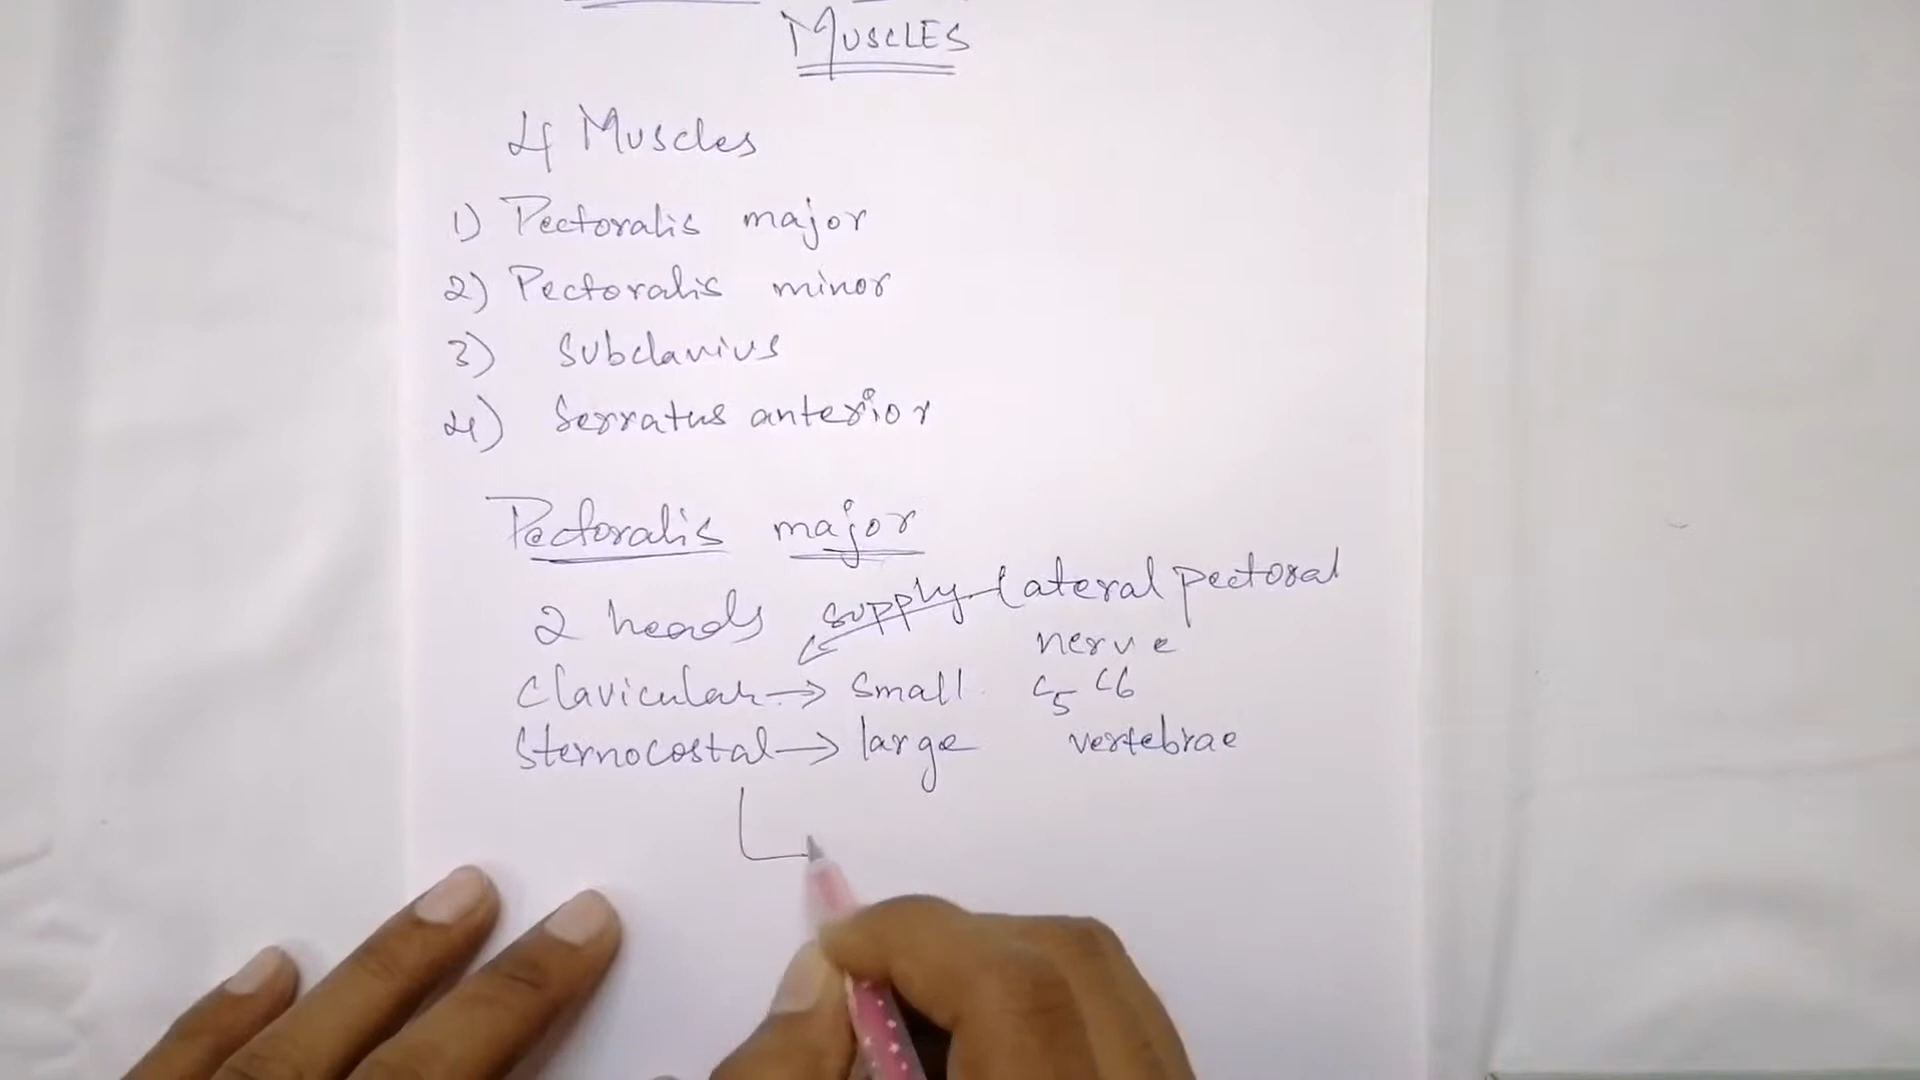 MUSCLES
4 Muscles
1) Pectoralis major
2) Pectoralis minor
3) Subclavius
4) Serratus anterior
Pectoralis major
2 heads supply lateral pectoral
nerve
Clavicular → small C5 C6
Sternocostal → large vertebrae